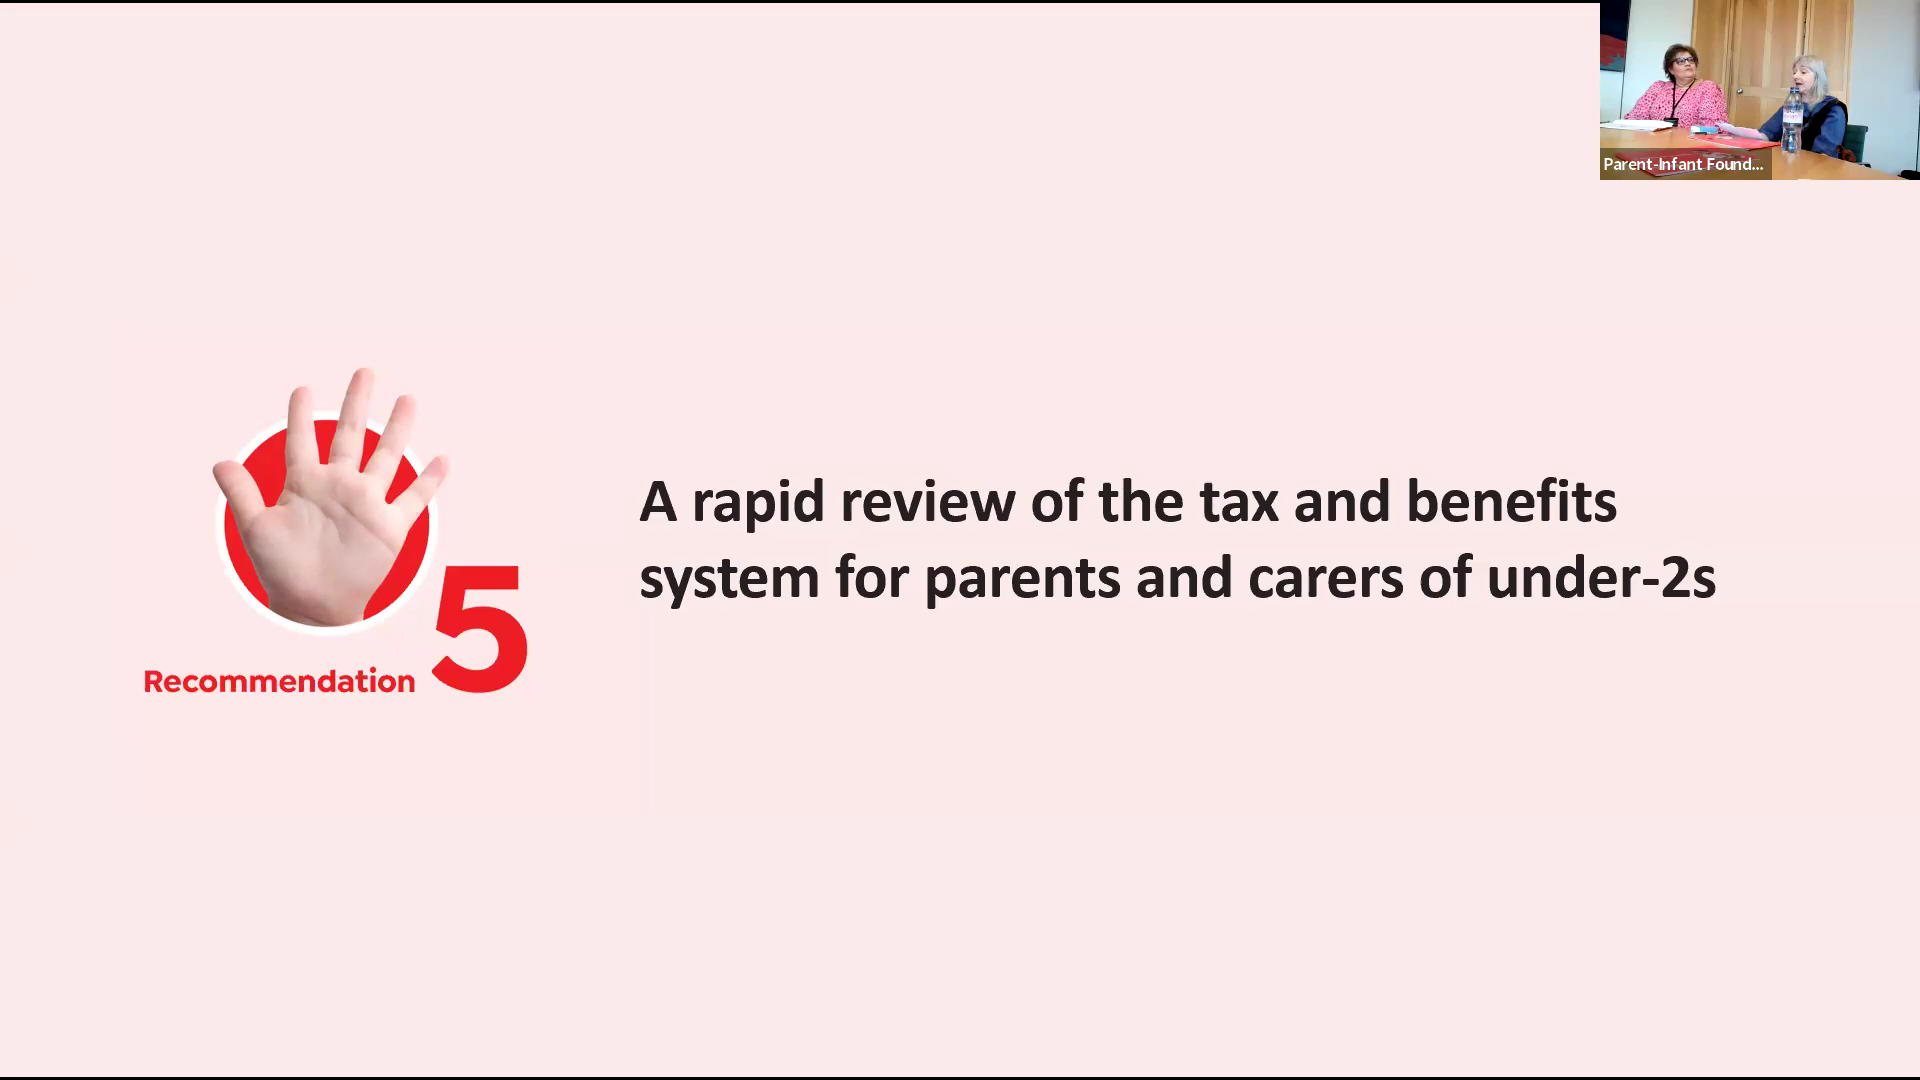 Parent-Infant Found...
A rapid review of the tax and benefits
system for parents and carers of under-2s
Recommendation 5